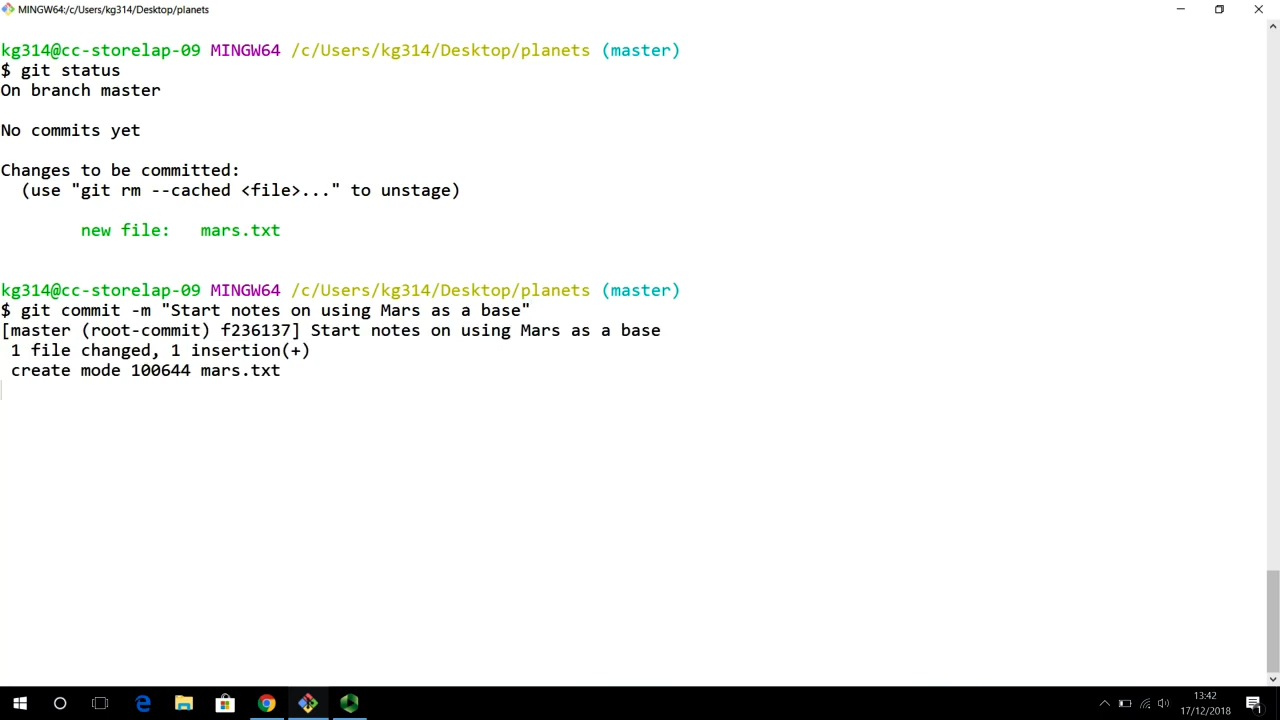 MINGW64:/c/Users/kg314/Desktop/planets
kg314@cc-storelap-09 MINGW64 /c/Users/kg314/Desktop/planets (master)
$ git status
On branch master
No commits yet
Changes to be committed:
(use "git rm --cached <file>..." to unstage)
new file: mars.txt
kg314@cc-storelap-09 MINGW64 /c/Users/kg314/Desktop/planets (master)
$ git commit -m "Start notes on using Mars as a base"
[master (root-commit) f236137] Start notes on using Mars as a base
1 file changed, 1 insertion(+)
create mode 100644 mars.txt
13:42
17/12/2018
1